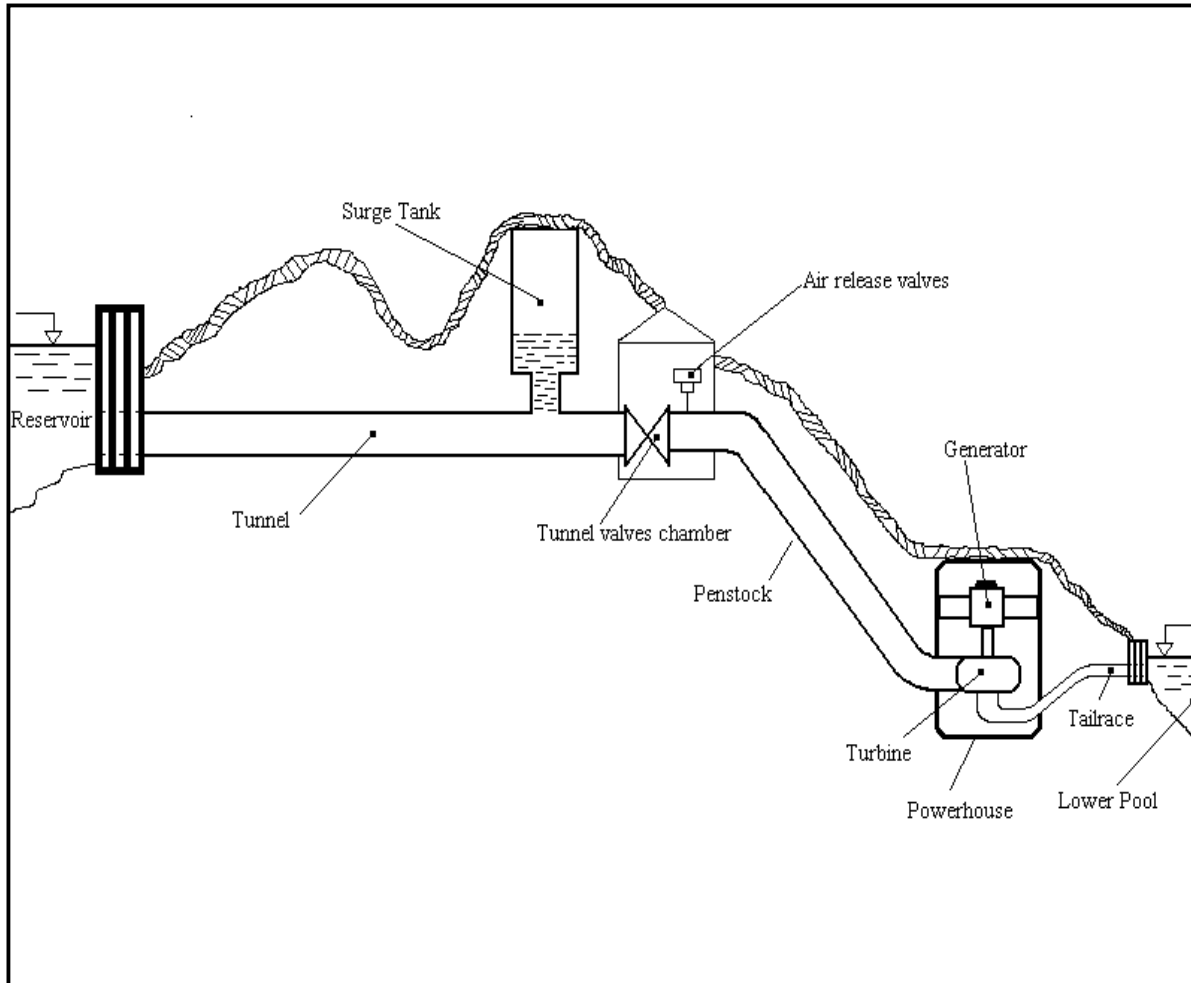 Surge Tank
Air release valves
Reservoir
Generator
Tunnel
Tunnel valves chamber
Penstock
Tailrace
Turbine
Lower Pool
Powerhouse